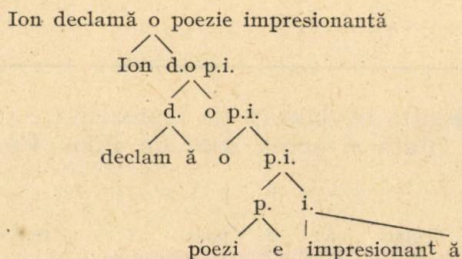 Ion declamă o poezie impresionantă
Ion d.o p.i.
d. o p.i.
declam ă o p.i.
p. i.
poezi e impresionant ă